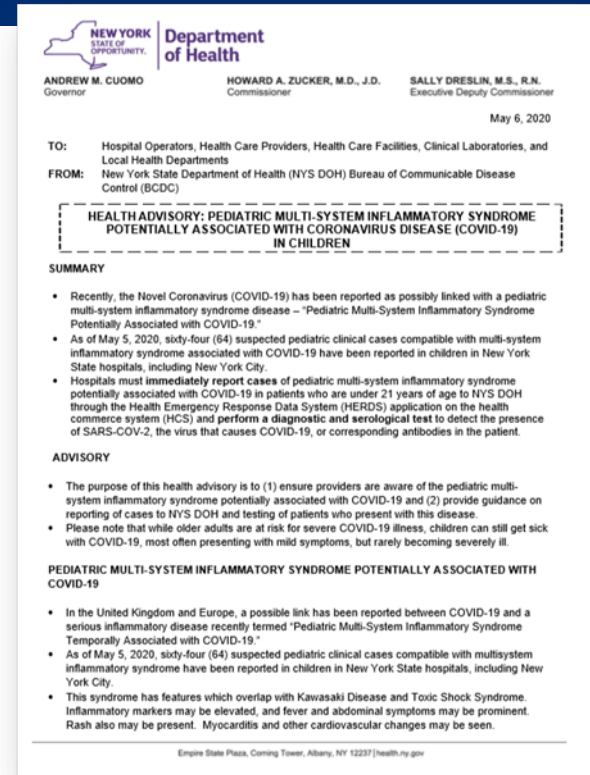 NEW YORK
STATE OF
OPPORTUNITY.
Department
of Health
ANDREW M. CUOMO
Governor
HOWARD A. ZUCKER, M.D., J.D.
Commissioner
SALLY DRESLIN, M.S., R.N.
Executive Deputy Commissioner
May 6, 2020
TO: Hospital Operators, Health Care Providers, Health Care Facilities, Clinical Laboratories, and
Local Health Departments
FROM: New York State Department of Health (NYS DOH) Bureau of Communicable Disease
Control (BCDC)
HEALTH ADVISORY: PEDIATRIC MULTI-SYSTEM INFLAMMATORY SYNDROME
POTENTIALLY ASSOCIATED WITH CORONAVIRUS DISEASE (COVID-19)
IN CHILDREN
SUMMARY
• Recently, the Novel Coronavirus (COVID-19) has been reported as possibly linked with a pediatric
multi-system inflammatory syndrome disease – “Pediatric Multi-System Inflammatory Syndrome
Potentially Associated with COVID-19.”
• As of May 5, 2020, sixty-four (64) suspected pediatric clinical cases compatible with multi-system
inflammatory syndrome associated with COVID-19 have been reported in children in New York
State hospitals, including New York City.
• Hospitals must immediately report cases of pediatric multi-system inflammatory syndrome
potentially associated with COVID-19 in patients who are under 21 years of age to NYS DOH
through the Health Emergency Response Data System (HERDS) application on the health
commerce system (HCS) and perform a diagnostic and serological test to detect the presence
of SARS-COV-2, the virus that causes COVID-19, or corresponding antibodies in the patient.
ADVISORY
• The purpose of this health advisory is to (1) ensure providers are aware of the pediatric multi-
system inflammatory syndrome potentially associated with COVID-19 and (2) provide guidance on
reporting of cases to NYS DOH and testing of patients who present with this disease.
• Please note that while older adults are at risk for severe COVID-19 illness, children can still get sick
with COVID-19, most often presenting with mild symptoms, but rarely becoming severely ill.
PEDIATRIC MULTI-SYSTEM INFLAMMATORY SYNDROME POTENTIALLY ASSOCIATED WITH
COVID-19
• In the United Kingdom and Europe, a possible link has been reported between COVID-19 and a
serious inflammatory disease recently termed “Pediatric Multi-System Inflammatory Syndrome
Temporally Associated with COVID-19.”
• As of May 5, 2020, sixty-four (64) suspected pediatric clinical cases compatible with multisystem
inflammatory syndrome have been reported in children in New York State hospitals, including New
York City.
• This syndrome has features which overlap with Kawasaki Disease and Toxic Shock Syndrome.
Inflammatory markers may be elevated, and fever and abdominal symptoms may be prominent.
Rash also may be present. Myocarditis and other cardiovascular changes may be seen.
Empire State Plaza, Corning Tower, Albany, NY 12237 | health.ny.gov